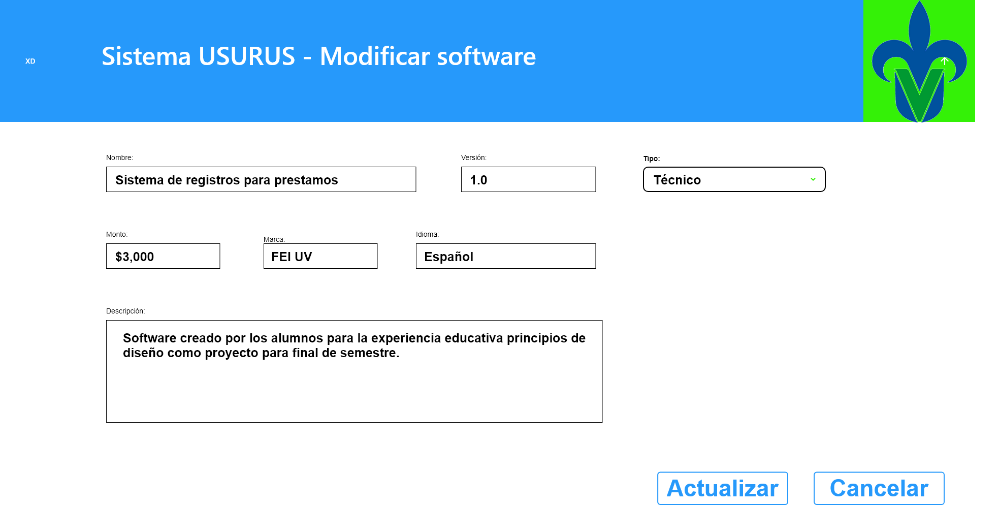 XD
Sistema USURUS - Modificar software
Nombre:
Versión:
Tipo:
Sistema de registros para prestamos
1.0
Técnico
Monto:
Marca:
Idioma:
$3,000
FEI UV
Español
Descripción:
Software creado por los alumnos para la experiencia educativa principios de
diseño como proyecto para final de semestre.
Actualizar
Cancelar